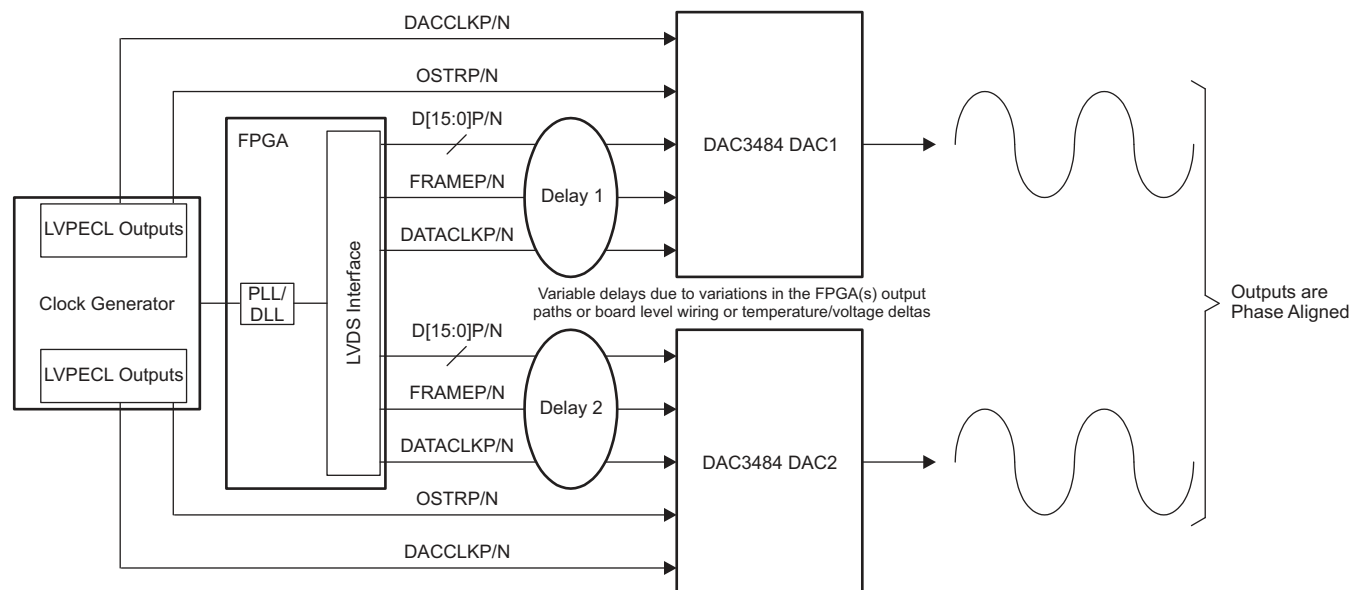 DACCLKP/N
OSTRP/N
D[15:0]P/N
FPGA
DAC3484 DAC1
FRAMEP/N
Delay 1
LVPECL Outputs
DATACLKP/N
Clock Generator
PLL/
DLL
LVDS Interface
Variable delays due to variations in the FPGA(s) output
paths or board level wiring or temperature/voltage deltas
Outputs are
Phase Aligned
D[15:0]P/N
LVPECL Outputs
FRAMEP/N
Delay 2
DATACLKP/N
DAC3484 DAC2
OSTRP/N
DACCLKP/N